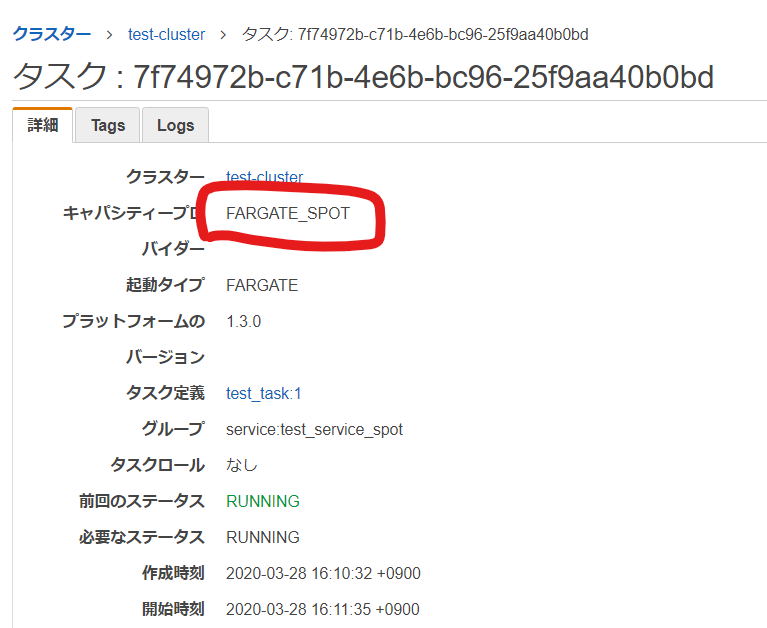 クラスター > test-cluster > タスク: 7f74972b-c71b-4e6b-bc96-25f9aa40b0bd
タスク : 7f74972b-c71b-4e6b-bc96-25f9aa40b0bd
詳細 Tags Logs
クラスター test-cluster
キャパシティープロ FARGATE_SPOT
バイダー
起動タイプ FARGATE
プラットフォームの 1.3.0
バージョン
タスク定義 test_task:1
グループ service:test_service_spot
タスクロール なし
前回のステータス RUNNING
必要なステータス RUNNING
作成時刻 2020-03-28 16:10:32 +0900
開始時刻 2020-03-28 16:11:35 +0900